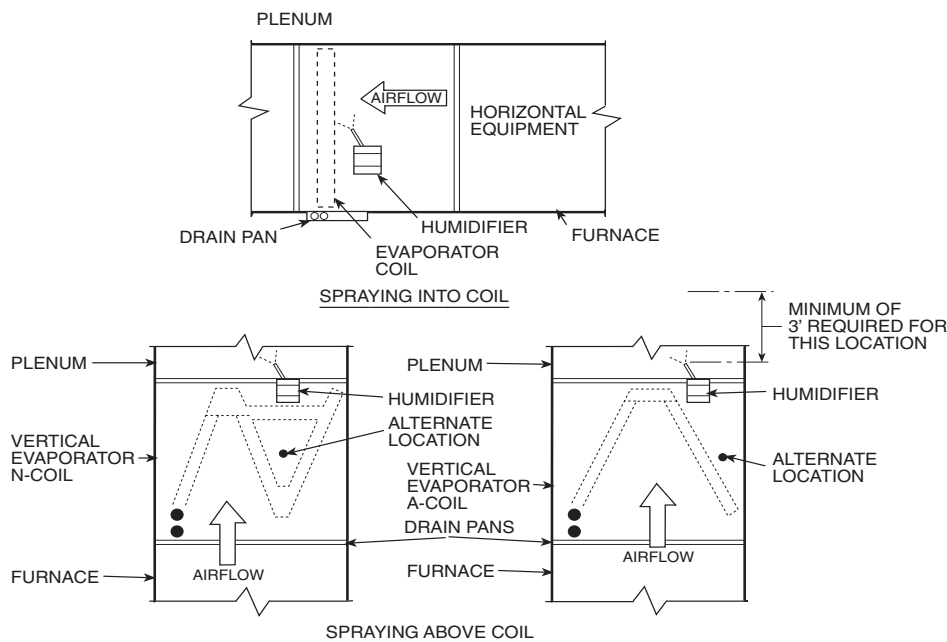 PLENUM
AIRFLOW
HORIZONTAL
EQUIPMENT
DRAIN PAN
HUMIDIFIER
FURNACE
EVAPORATOR
COIL
SPRAYING INTO COIL
MINIMUM OF
3' REQUIRED FOR
THIS LOCATION
PLENUM
HUMIDIFIER
ALTERNATE
LOCATION
VERTICAL
EVAPORATOR
N-COIL
FURNACE
AIRFLOW
PLENUM
HUMIDIFIER
ALTERNATE
LOCATION
VERTICAL
EVAPORATOR
A-COIL
DRAIN PANS
FURNACE
AIRFLOW
SPRAYING ABOVE COIL